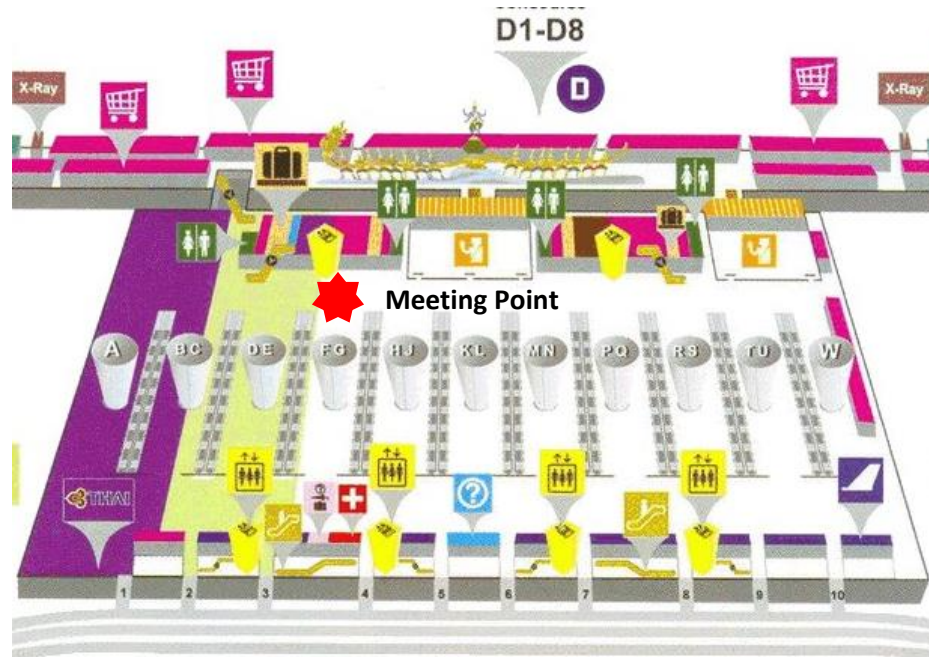 D1-D8
D
X-Ray
X-Ray
Meeting Point
A
BC
DE
FG
HJ
KL
MN
PQ
RS
TU
W
THAI
?
1
2
3
4
5
6
7
8
9
10